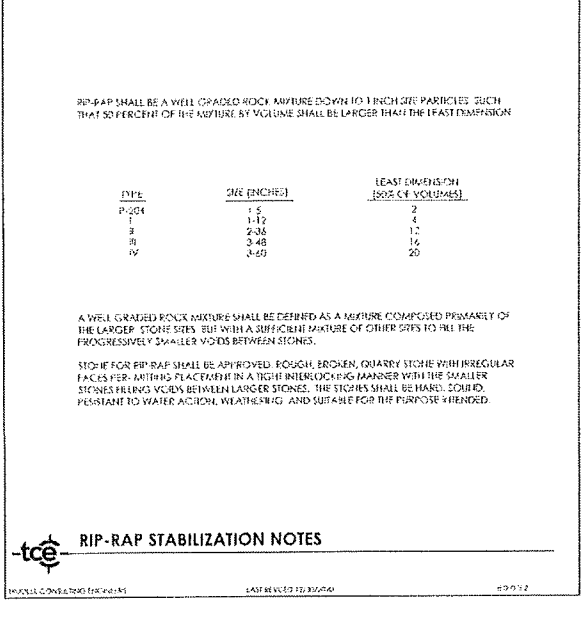 RIP-RAP SHALL BE A WELL GRADED ROCK MIXTURE DOWN TO 1 INCH SIZE PARTICLES SUCH
THAT 50 PERCENT OF THE MIXTURE BY VOLUME SHALL BE LARGER THAN THE LEAST DIMENSION
LEAST DIMENSION
TYPE SIZE (INCHES) (50% OF VOLUMES)
P-204 1-5 2
I 1-12 4
II 2-36 12
III 3-48 16
IV 3-60 20
A WELL GRADED ROCK MIXTURE SHALL BE DEFINED AS A MIXTURE COMPOSED PRIMARILY OF
THE LARGER STONE SIZES BUT WITH A SUFFICIENT MIXTURE OF OTHER SIZES TO FILL THE
PROGRESSIVELY SMALLER VOIDS BETWEEN STONES.
STONE FOR RIP-RAP SHALL BE APPROVED, ROUGH, BROKEN, QUARRY STONE WITH IRREGULAR
FACES PER- MITTING PLACEMENT IN A TIGHT INTERLOCKING MANNER WITH THE SMALLER
STONES FILLING VOIDS BETWEEN LARGER STONES. THE STONES SHALL BE HARD, SOUND,
RESISTANT TO WATER ACTION, WEATHERING AND SUITABLE FOR THE PURPOSE INTENDED.
tce RIP-RAP STABILIZATION NOTES
CONSULTING ENGINEERS LAST REVISED